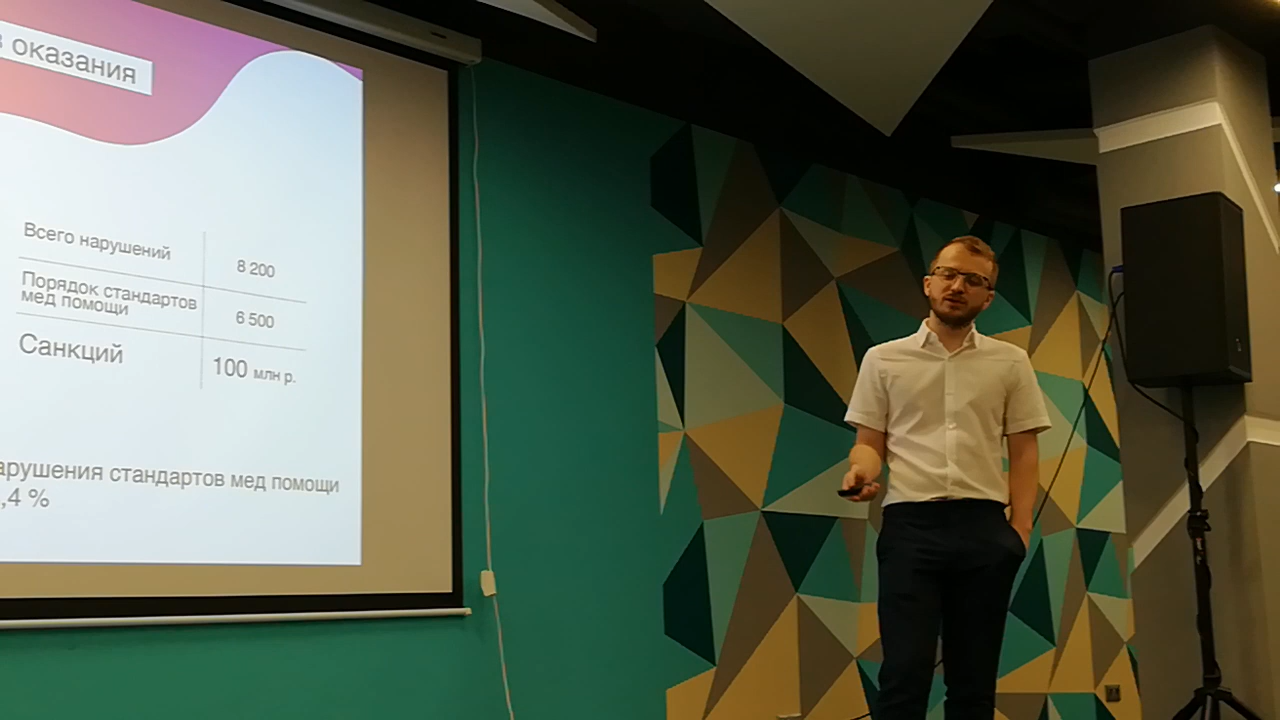 оказания
Всего нарушений 8 200
Порядок стандартов
мед помощи 6 500
Санкций 100 млн р.
арушения стандартов мед помощи
,4 %